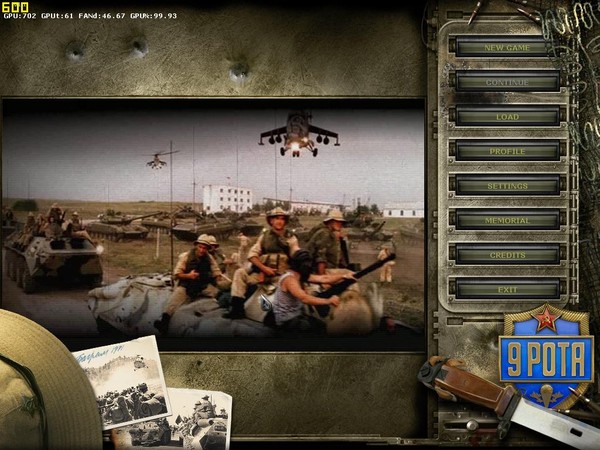 600
GPU:702 GPUt:61 FANd:46.67 GPU%:99.93
NEW GAME
CONTINUE
LOAD
PROFILE
SETTINGS
MEMORIAL
CREDITS
EXIT
9 РОТА